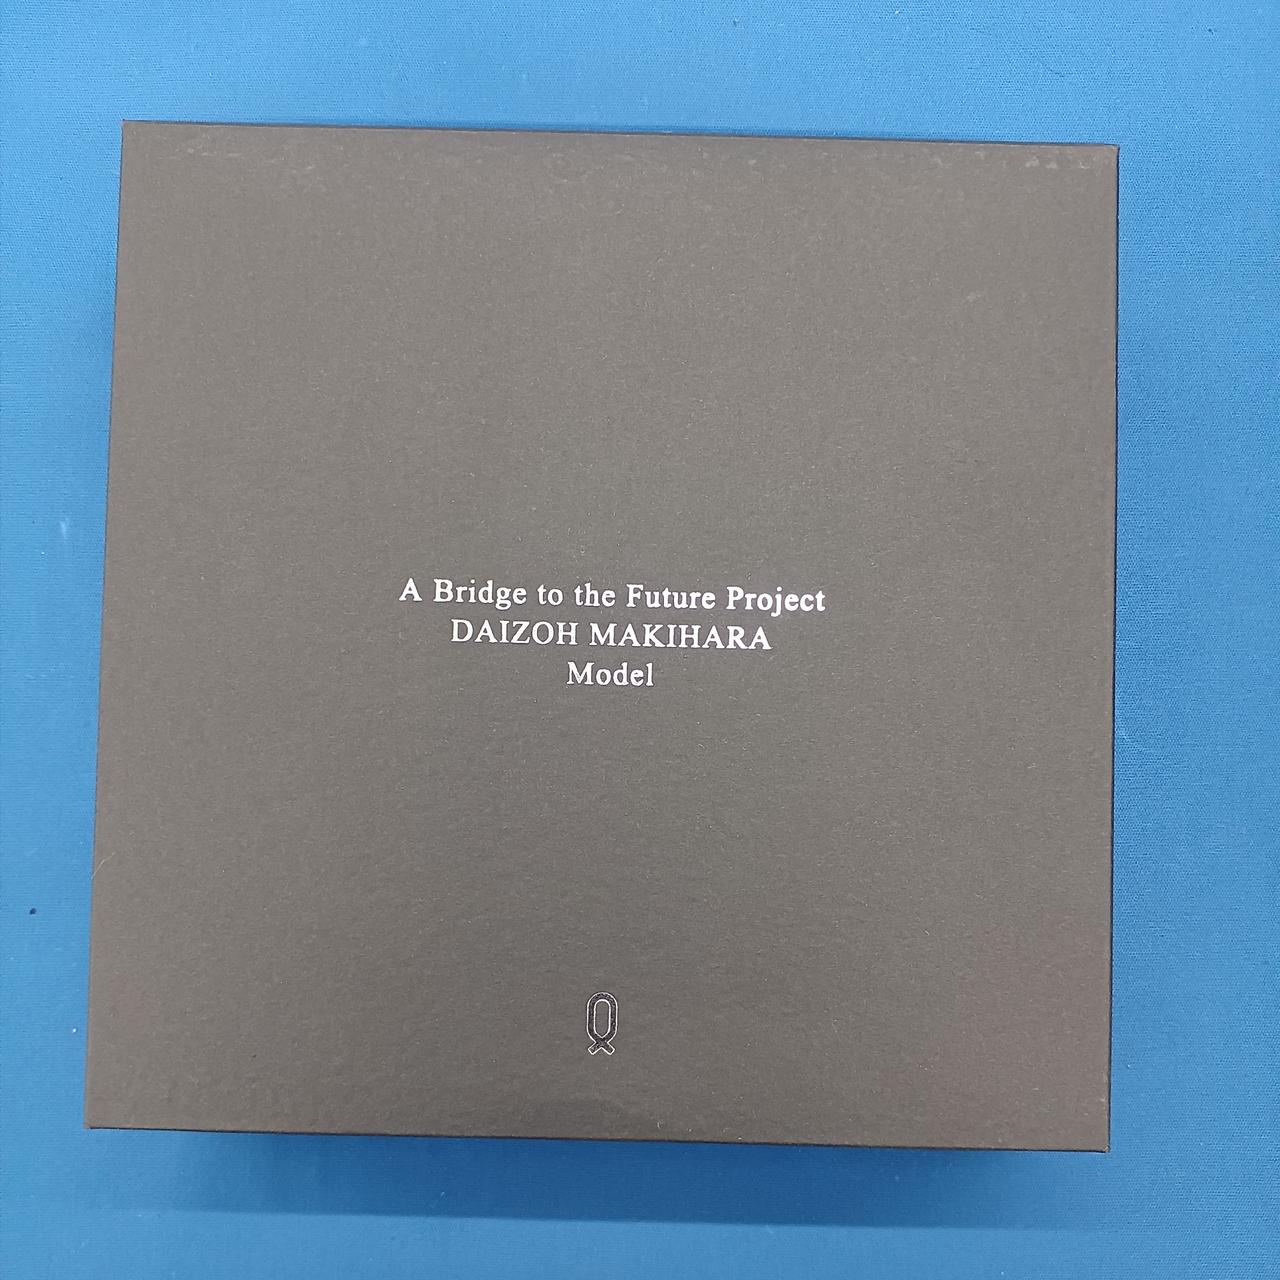 A Bridge to the Future Project
DAIZOH MAKIHARA
Model
Q